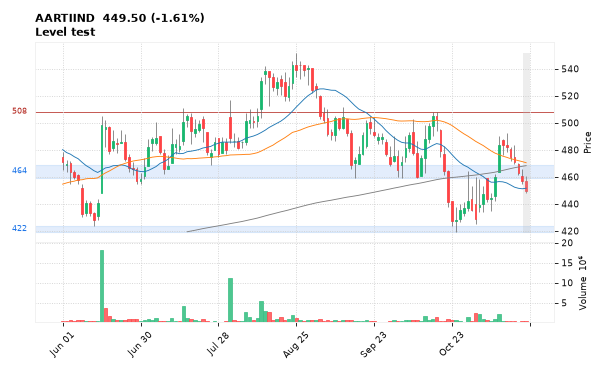 AARTIIND 449.50 (-1.61%)
Level test
508
464
422
540
520
500
480
460
440
420
Price
20
15
10
5
Volume 10⁶
Jun 01
Jun 30
Jul 28
Aug 25
Sep 23
Oct 23